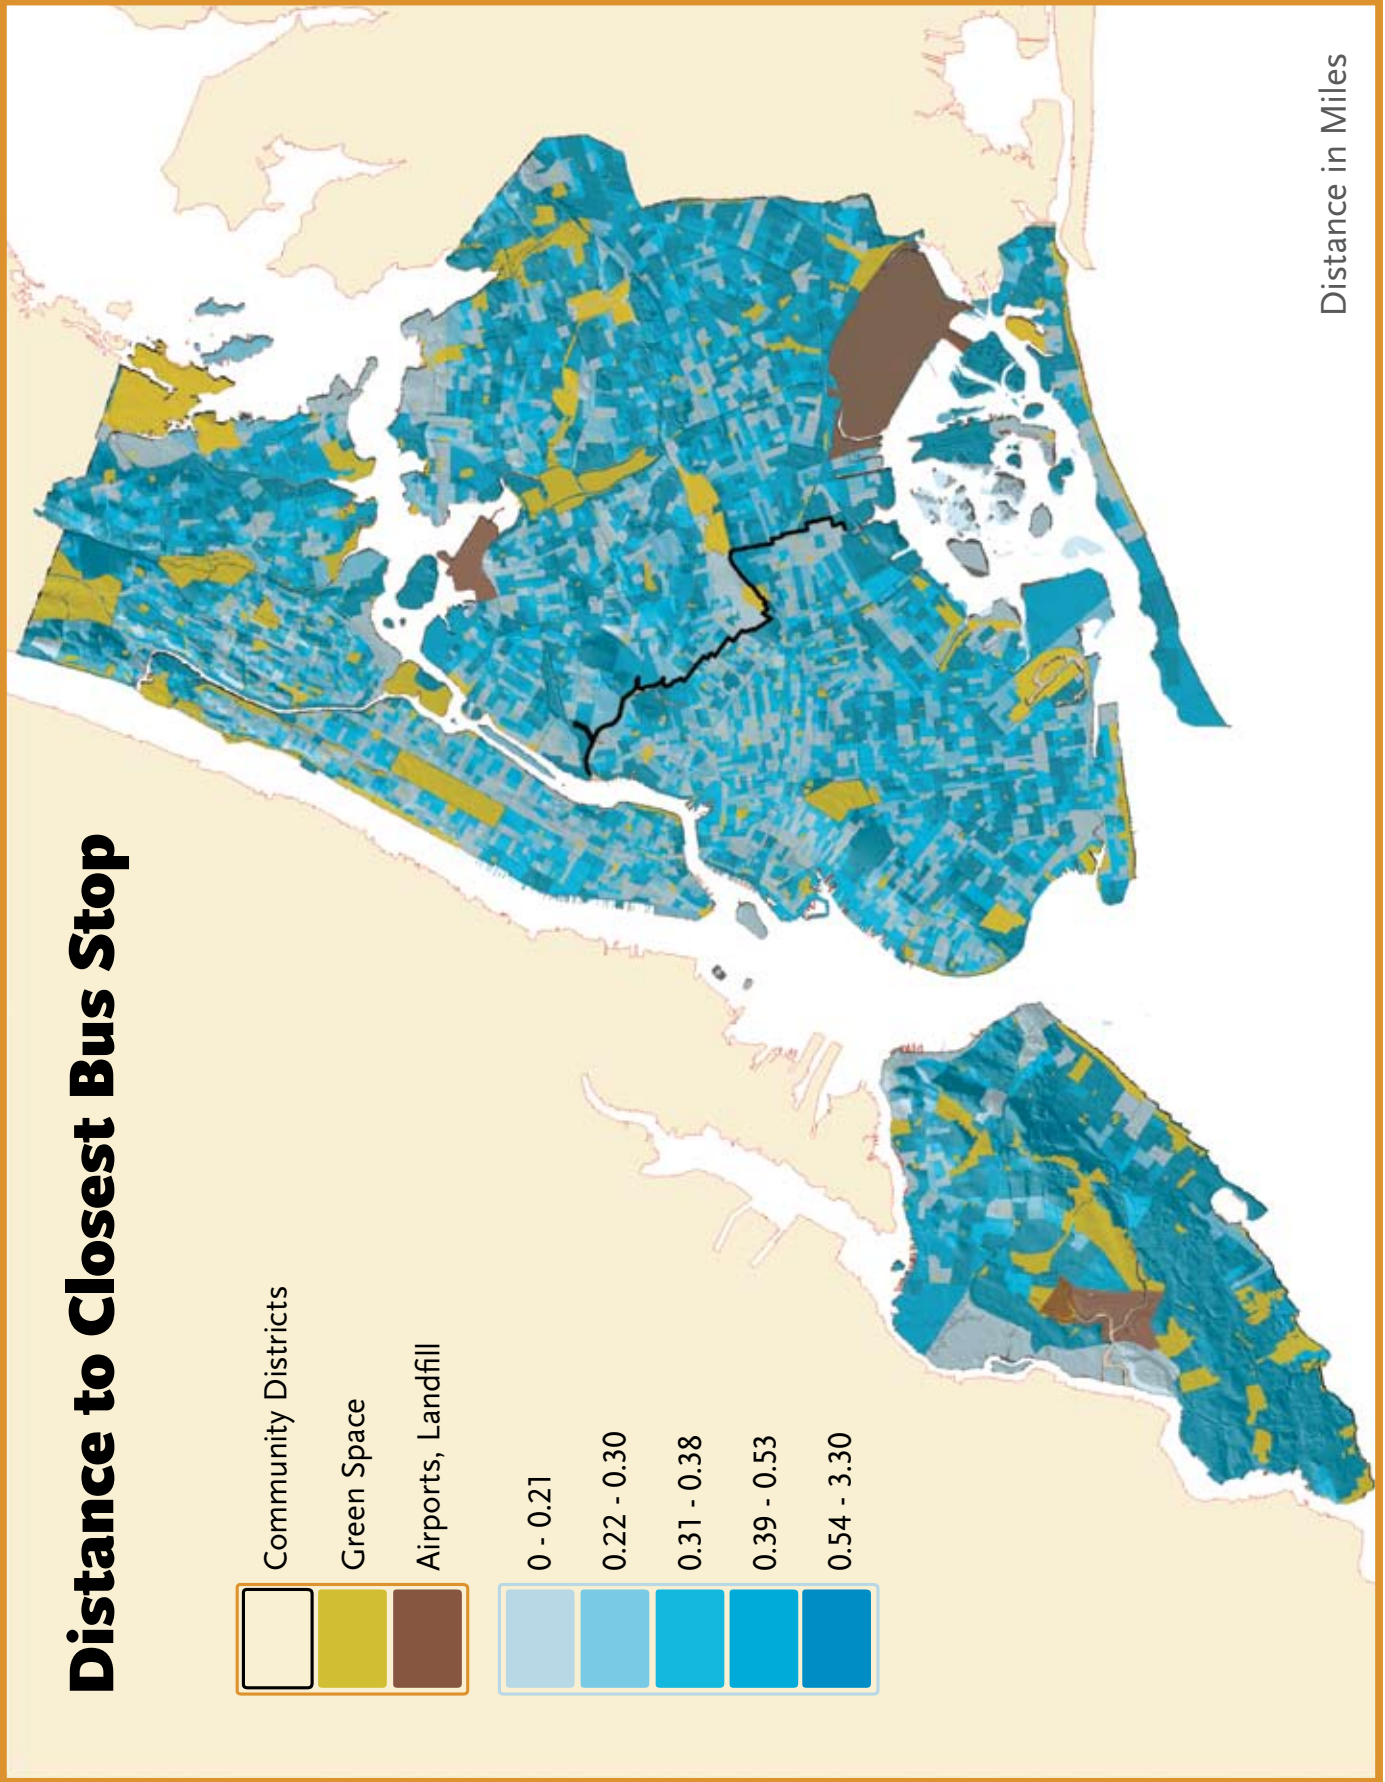 Distance to Closest Bus Stop
Community Districts
Green Space
Airports, Landfill
0 - 0.21
0.22 - 0.30
0.31 - 0.38
0.39 - 0.53
0.54 - 3.30
Distance in Miles